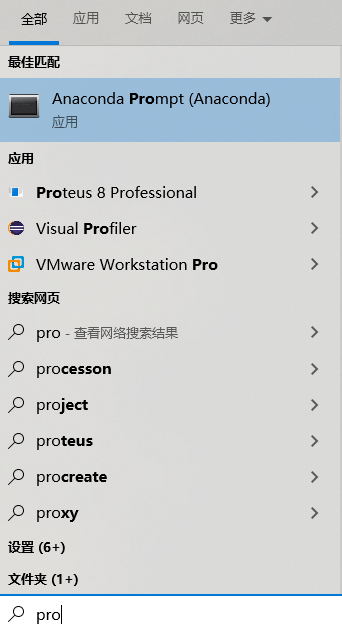 全部 应用 文档 网页 更多
最佳匹配
Anaconda Prompt (Anaconda)
应用
应用
Proteus 8 Professional
Visual Profiler
VMware Workstation Pro
搜索网页
pro - 查看网络搜索结果
processon
project
proteus
procreate
proxy
设置 (6+)
文件夹 (1+)
pro